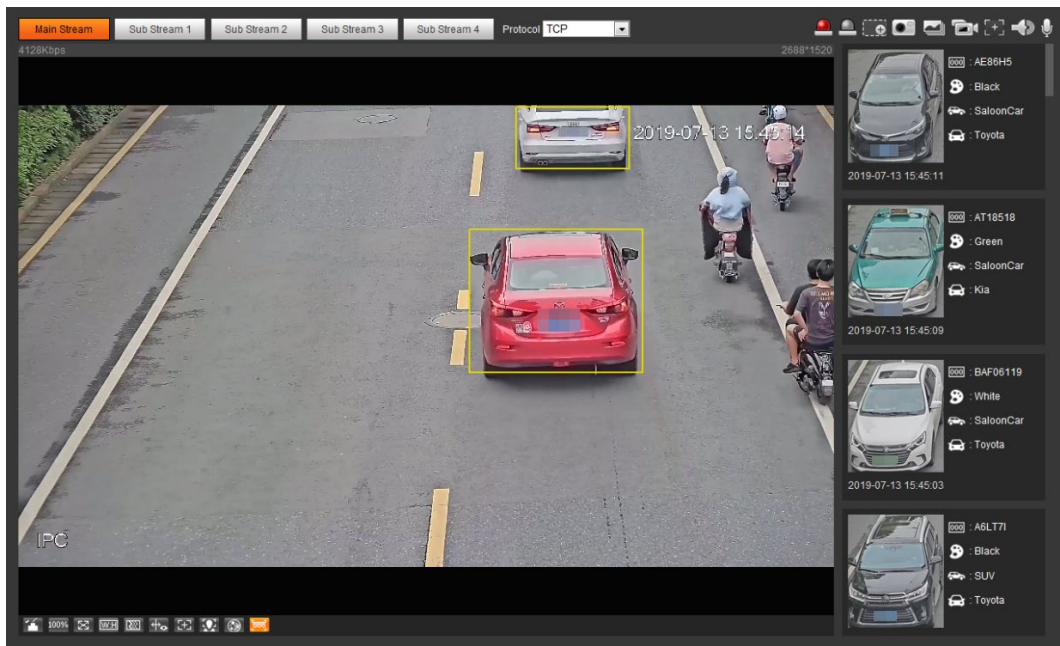 Main Stream
Sub Stream 1
Sub Stream 2
Sub Stream 3
Sub Stream 4
Protocol TCP
4128Kbps
2688*1520
2019-07-13 15:45:14
IPC
100%
W:H
: AE86H5
: Black
: SaloonCar
: Toyota
2019-07-13 15:45:11
: AT18518
: Green
: SaloonCar
: Kia
2019-07-13 15:45:09
: BAF06119
: White
: SaloonCar
: Toyota
2019-07-13 15:45:03
: A6LT7I
: Black
: SUV
: Toyota